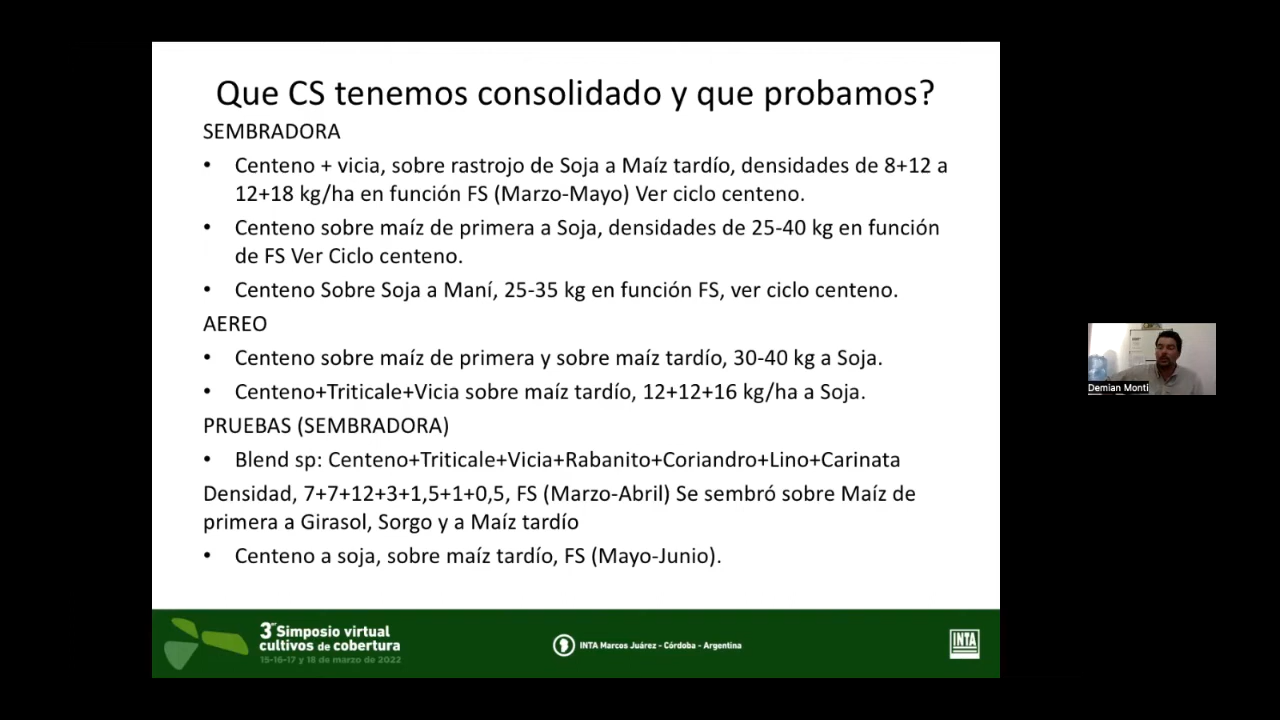 Que CS tenemos consolidado y que probamos?
SEMBRADORA
• Centeno + vicia, sobre rastrojo de Soja a Maíz tardío, densidades de 8+12 a
12+18 kg/ha en función FS (Marzo-Mayo) Ver ciclo centeno.
• Centeno sobre maíz de primera a Soja, densidades de 25-40 kg en función
de FS Ver Ciclo centeno.
• Centeno Sobre Soja a Maní, 25-35 kg en función FS, ver ciclo centeno.
AEREO
• Centeno sobre maíz de primera y sobre maíz tardío, 30-40 kg a Soja.
• Centeno+Triticale+Vicia sobre maíz tardío, 12+12+16 kg/ha a Soja.
PRUEBAS (SEMBRADORA)
• Blend sp: Centeno+Triticale+Vicia+Rabanito+Coriandro+Lino+Carinata
Densidad, 7+7+12+3+1,5+1+0,5, FS (Marzo-Abril) Se sembró sobre Maíz de
primera a Girasol, Sorgo y a Maíz tardío
• Centeno a soja, sobre maíz tardío, FS (Mayo-Junio).
Demian Monti
3er Simposio virtual
cultivos de cobertura
15-16-17 y 18 de marzo de 2022
INTA Marcos Juárez - Córdoba - Argentina
INTA